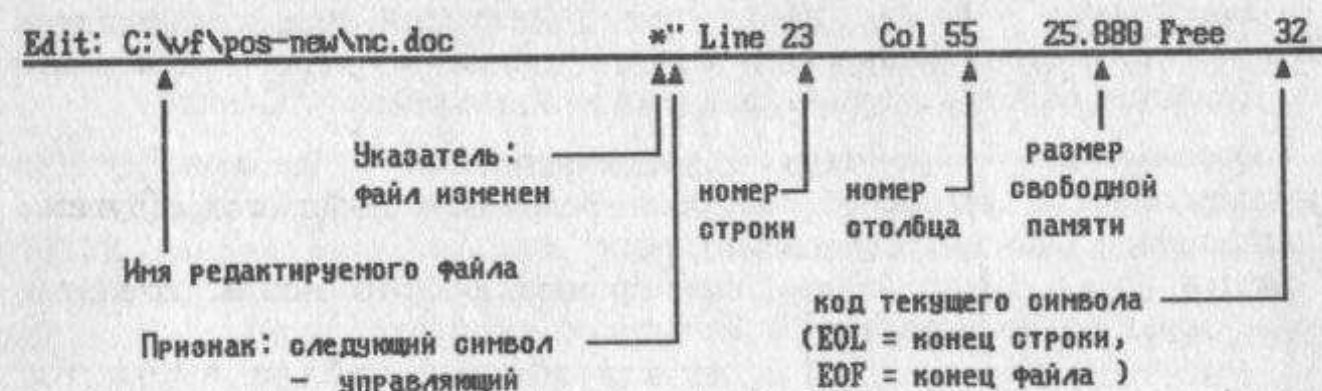 Edit: C:\wf\pos-new\nc.doc *" Line 23 Col 55 25.880 Free 32
Указатель:
файл изменен
номер
строки
номер
столбца
размер
свободной
памяти
Имя редактируемого файла
код текущего символа
(EOL = конец строки,
EOF = конец файла )
Признак: следующий символ
- управляющий